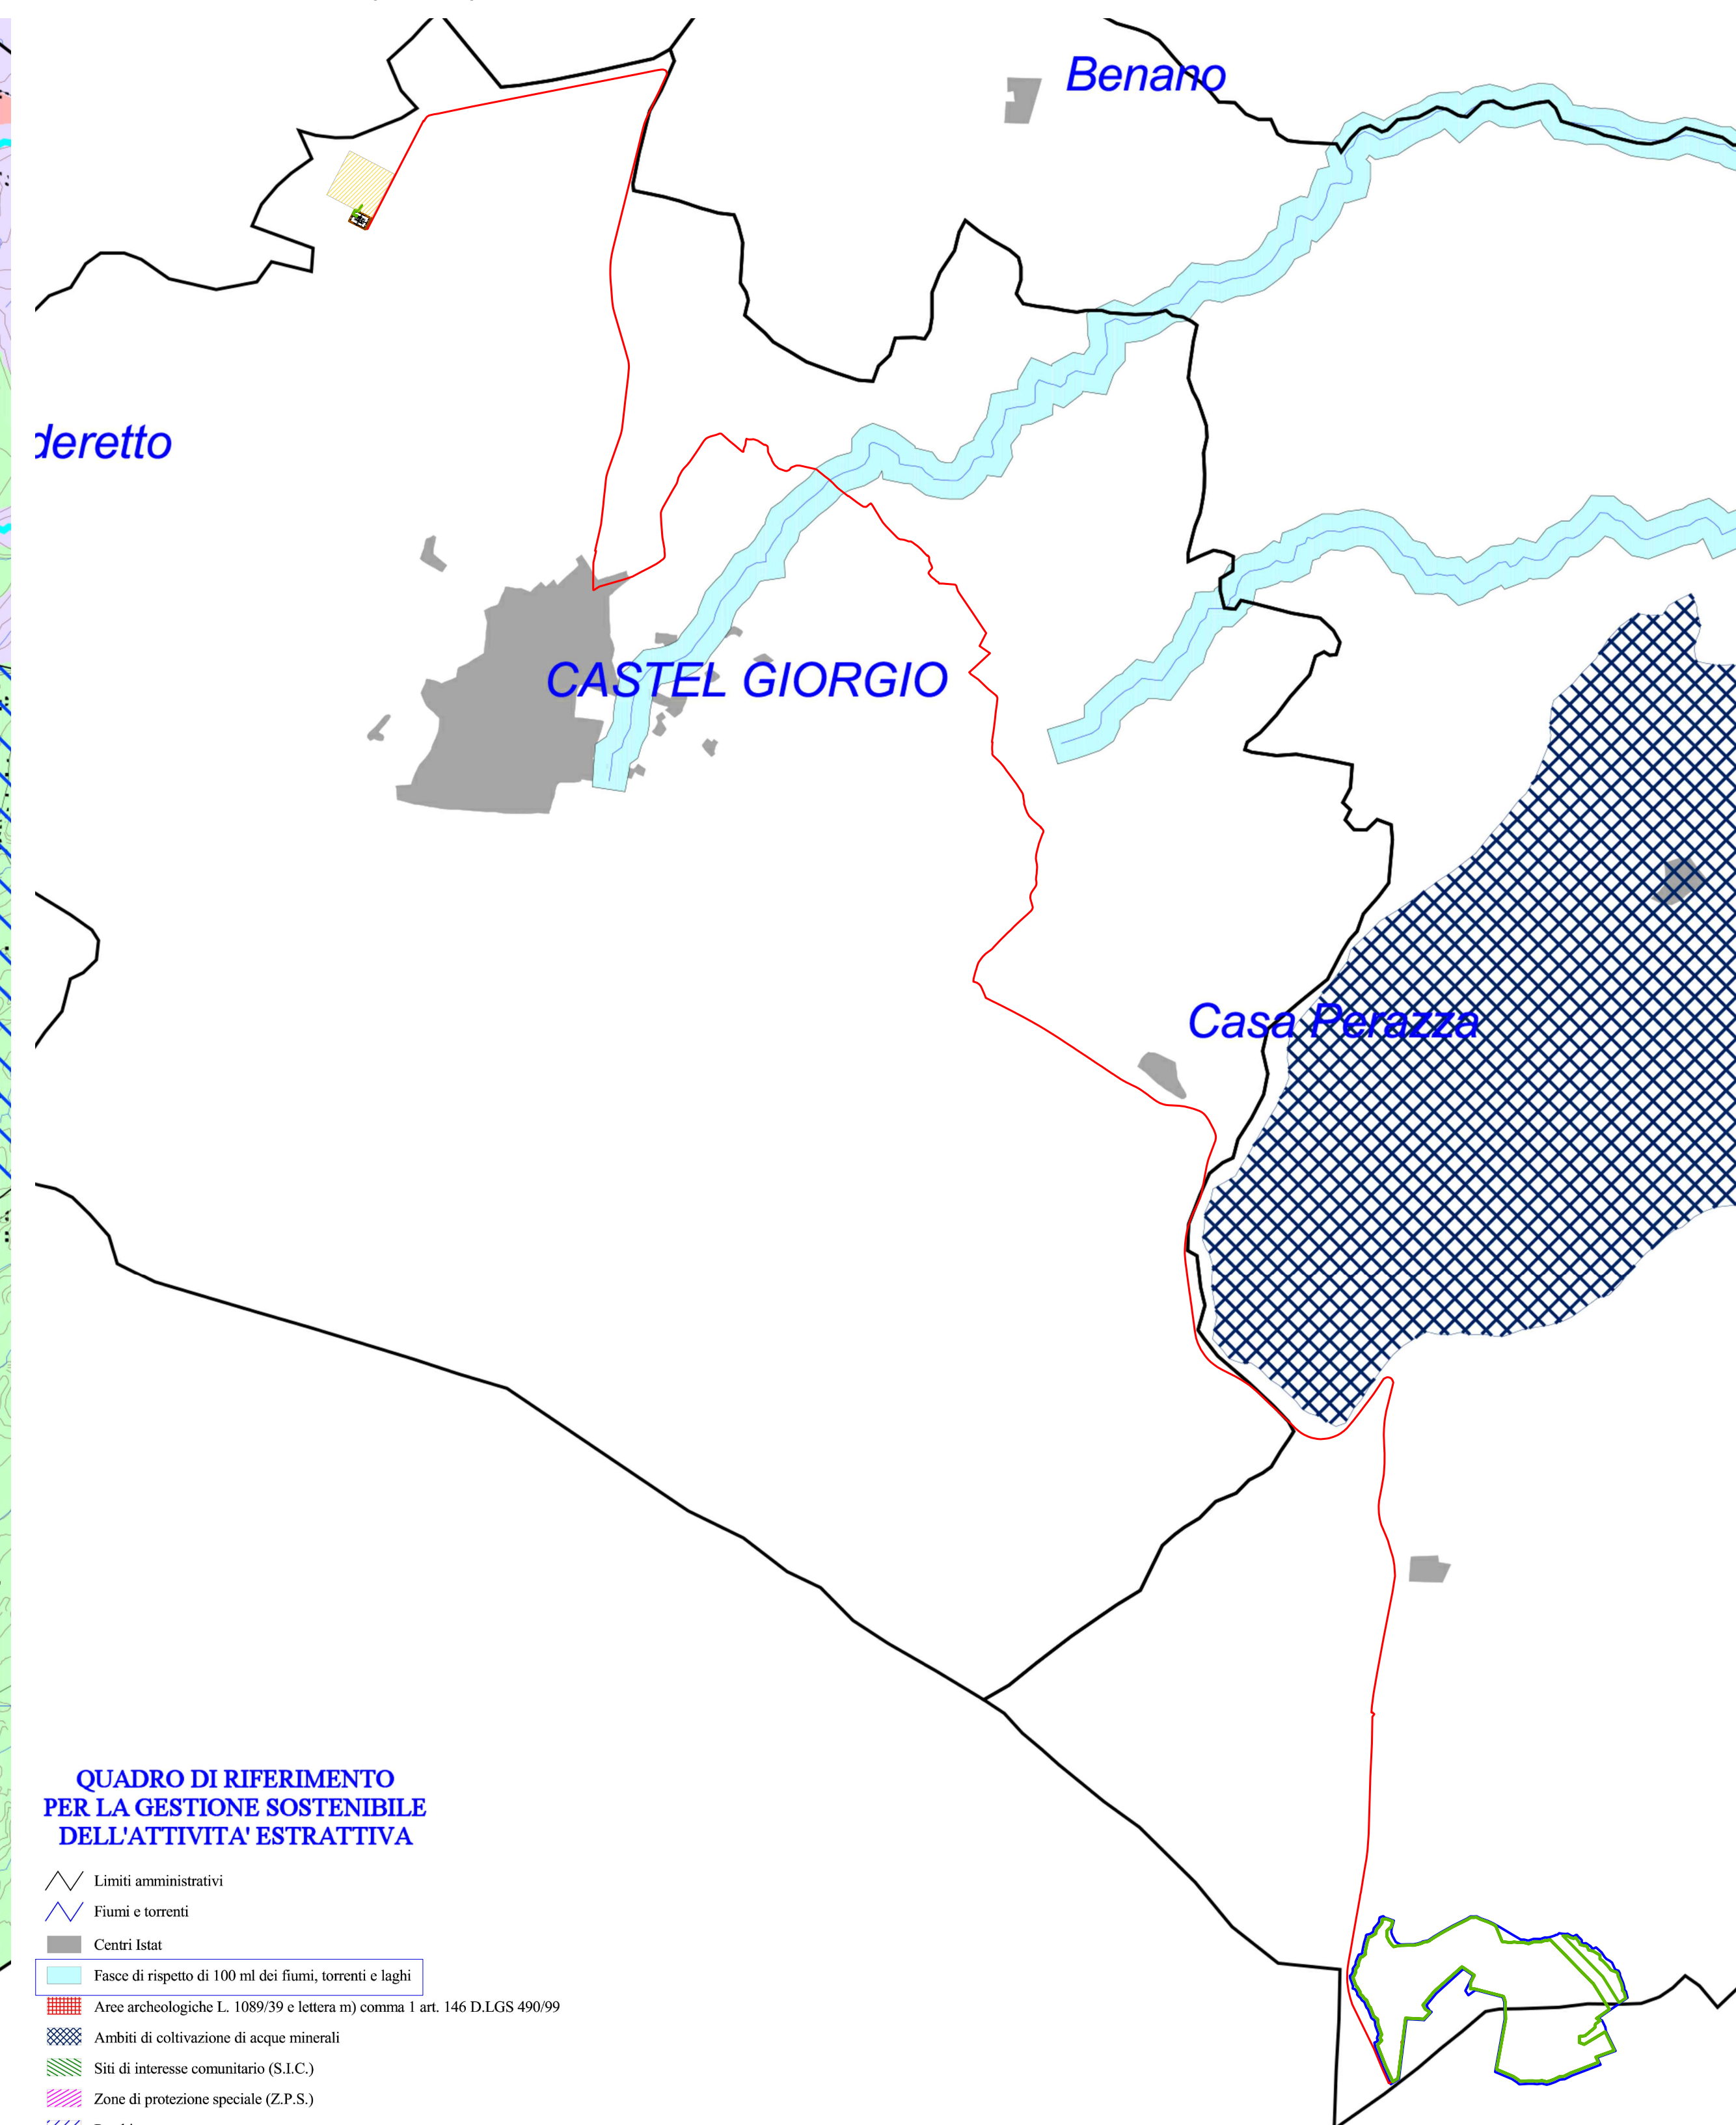 Benano
deretto
CASTEL GIORGIO
Casa Perazza
QUADRO DI RIFERIMENTO
PER LA GESTIONE SOSTENIBILE
DELL'ATTIVITA' ESTRATTIVA
Limiti amministrativi
Fiumi e torrenti
Centri Istat
Fasce di rispetto di 100 ml dei fiumi, torrenti e laghi
Aree archeologiche L. 1089/39 e lettera m) comma 1 art. 146 D.LGS 490/99
Ambiti di coltivazione di acque minerali
Siti di interesse comunitario (S.I.C.)
Zone di protezione speciale (Z.P.S.)